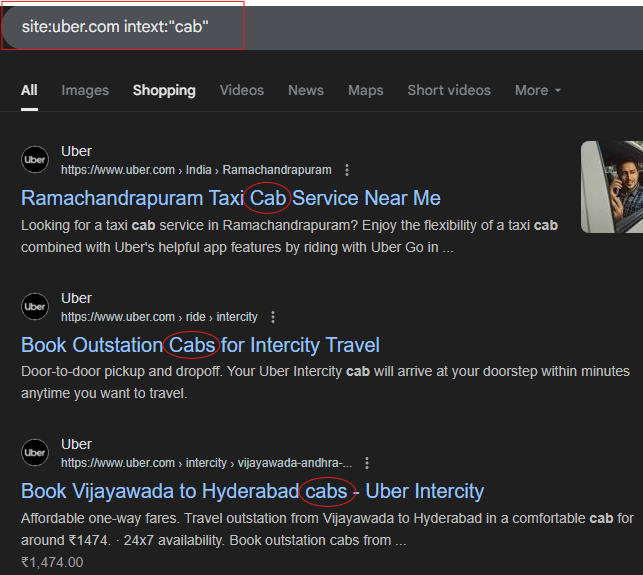 site:uber.com intext:"cab"
All Images Shopping Videos News Maps Short videos More
Uber
Uber
https://www.uber.com › India › Ramachandrapuram
Ramachandrapuram Taxi Cab Service Near Me
Looking for a taxi cab service in Ramachandrapuram? Enjoy the flexibility of a taxi cab
combined with Uber's helpful app features by riding with Uber Go in ...
Uber
Uber
https://www.uber.com › ride › intercity
Book Outstation Cabs for Intercity Travel
Door-to-door pickup and dropoff. Your Uber Intercity cab will arrive at your doorstep within minutes
anytime you want to travel.
Uber
Uber
https://www.uber.com › intercity › vijayawada-andhra-...
Book Vijayawada to Hyderabad cabs - Uber Intercity
Affordable one-way fares. Travel outstation from Vijayawada to Hyderabad in a comfortable cab for
around ₹1474. · 24x7 availability. Book outstation cabs from ...
₹1,474.00